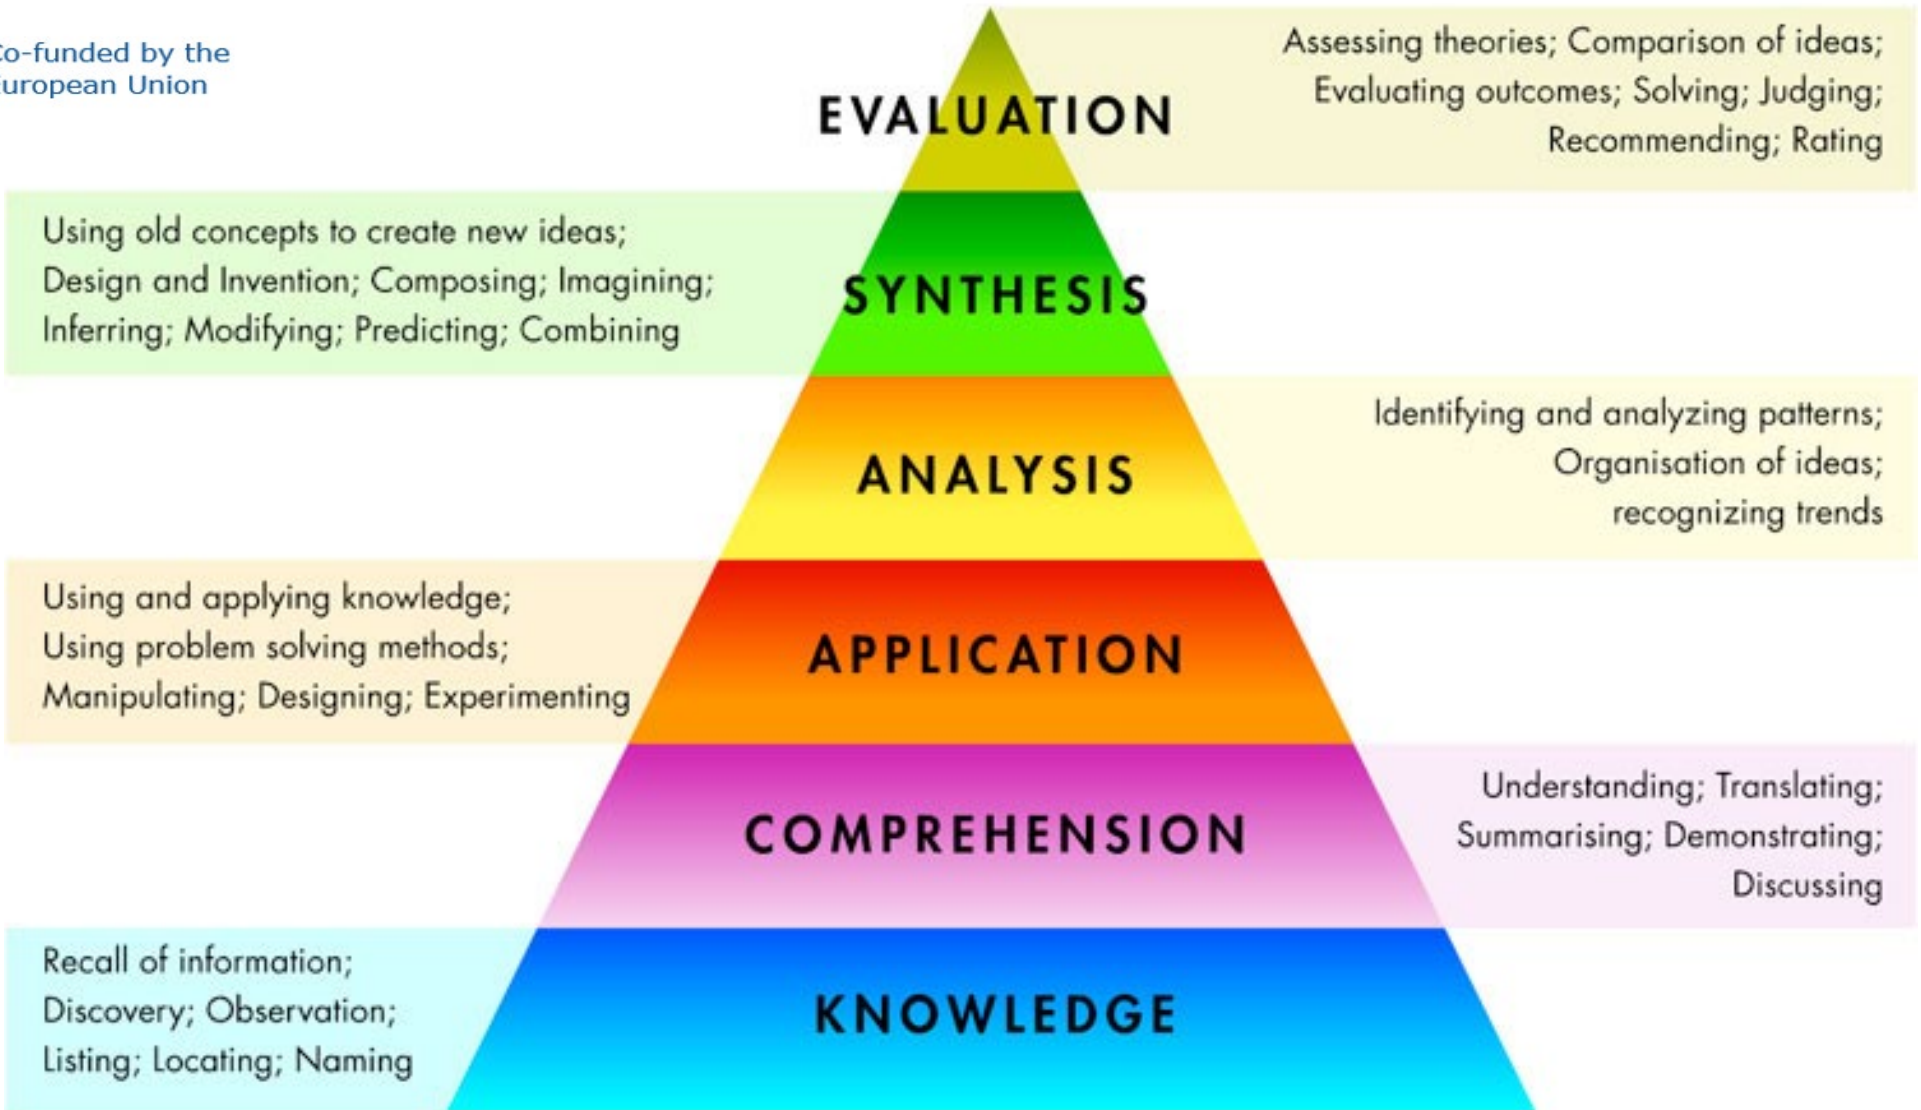 Co-funded by the
European Union
EVALUATION
Assessing theories; Comparison of ideas;
Evaluating outcomes; Solving; Judging;
Recommending; Rating
Using old concepts to create new ideas;
Design and Invention; Composing; Imagining;
Inferring; Modifying; Predicting; Combining
SYNTHESIS
ANALYSIS
Identifying and analyzing patterns;
Organisation of ideas;
recognizing trends
Using and applying knowledge;
Using problem solving methods;
Manipulating; Designing; Experimenting
APPLICATION
COMPREHENSION
Understanding; Translating;
Summarising; Demonstrating;
Discussing
Recall of information;
Discovery; Observation;
Listing; Locating; Naming
KNOWLEDGE